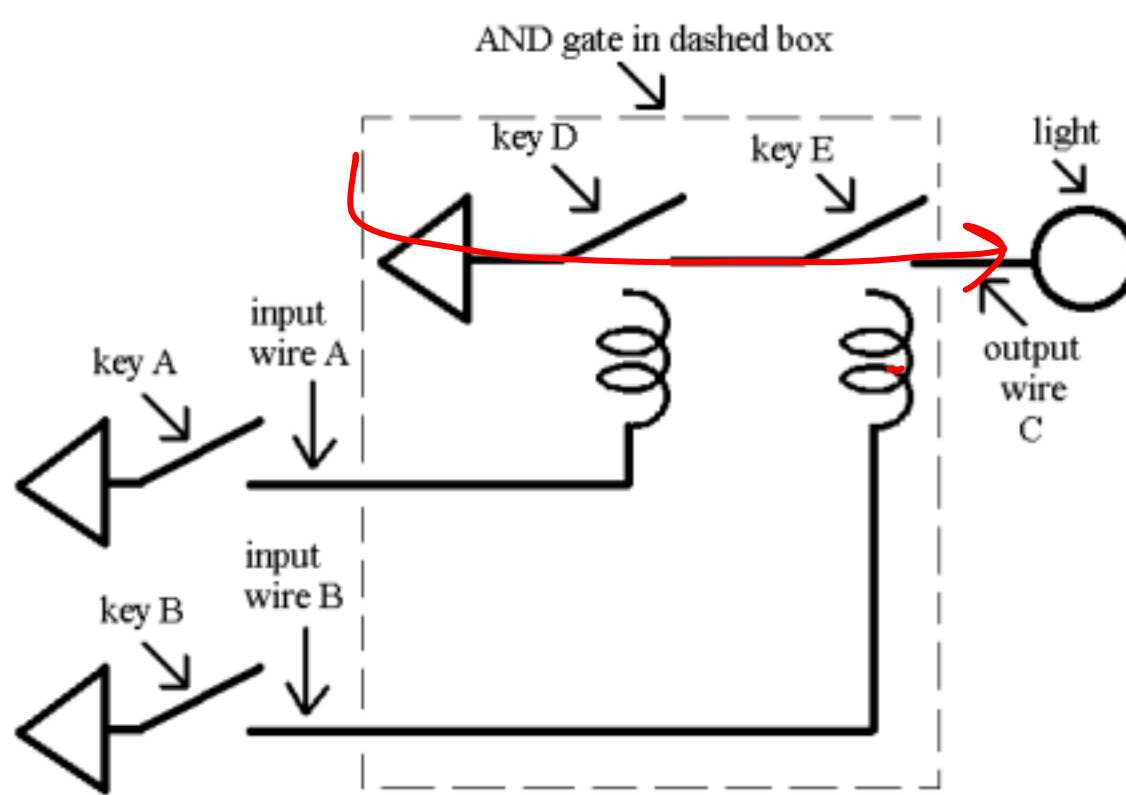 AND gate in dashed box
key D
key E
light
input
wire A
key A
output
wire
C
input
wire B
key B